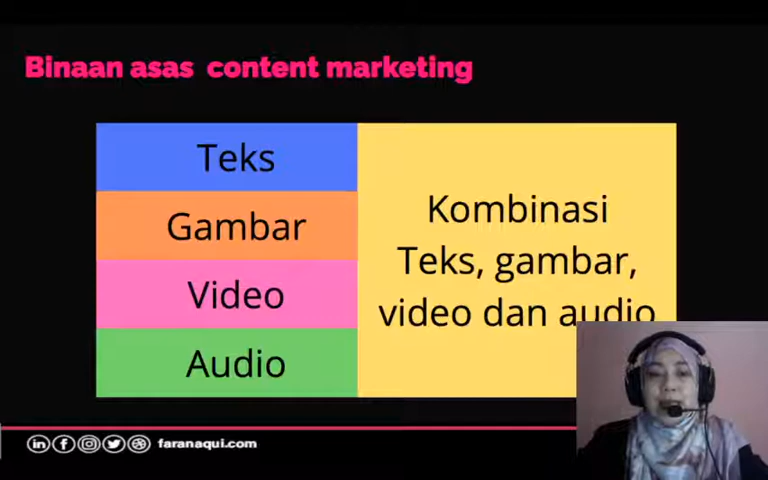 Binaan asas content marketing
Teks
Gambar
Video
Audio
Kombinasi
Teks, gambar,
video dan audio
faranaqui.com